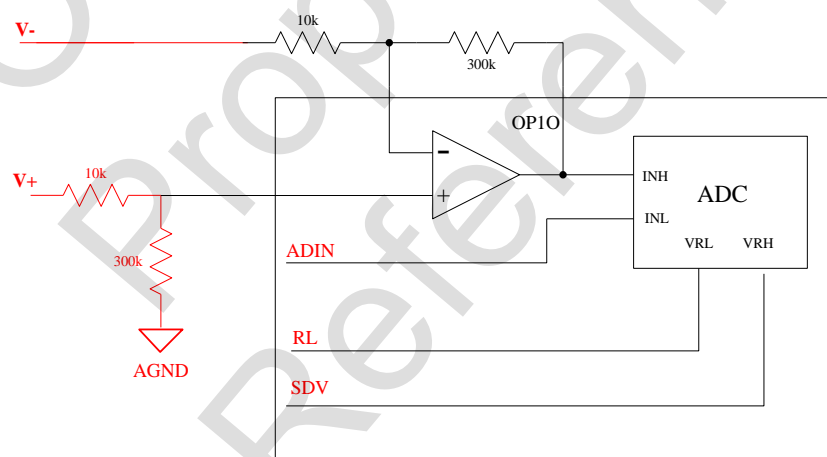 V-
10k
300k
OP1O
V+
10k
300k
AGND
INH
ADC
INL
VRL
VRH
ADIN
RL
SDV
-
+